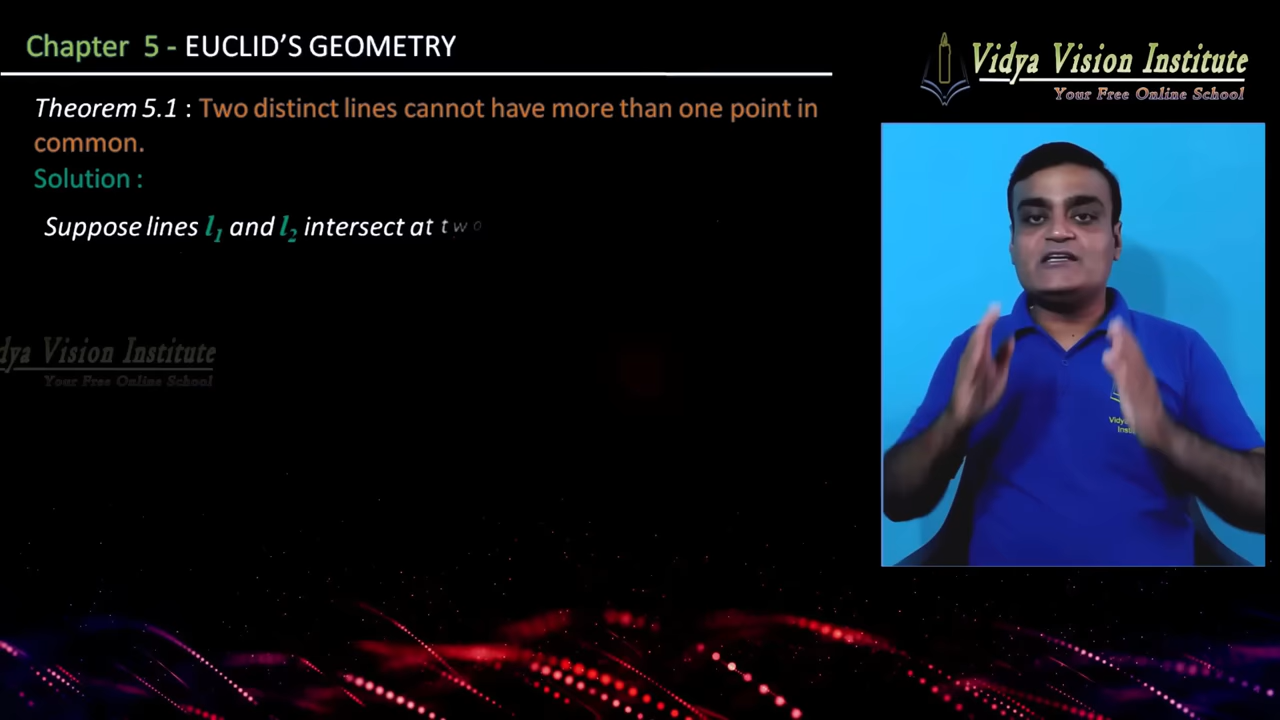 Chapter 5 - EUCLID'S GEOMETRY
Vidya Vision Institute
Your Free Online School
Theorem 5.1 : Two distinct lines cannot have more than one point in
common.
Solution :
Suppose lines l₁ and l₂ intersect at two
dya Vision Institute
Your Free Online School